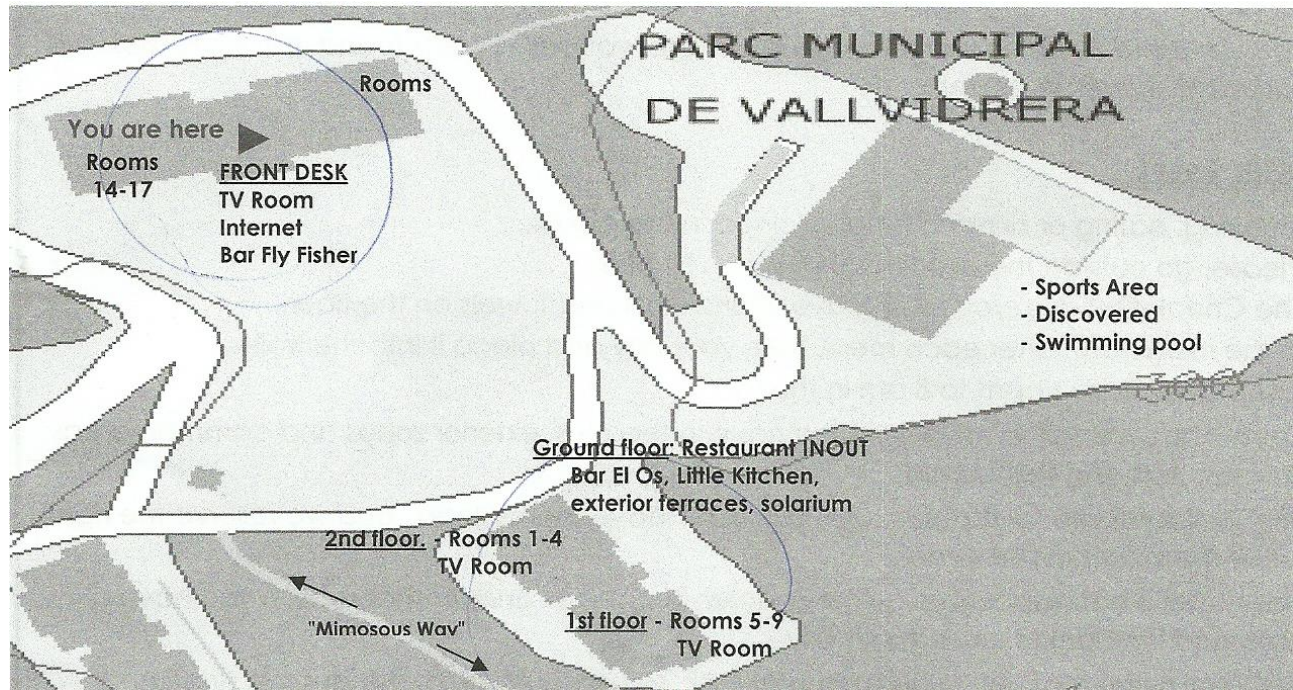 PARC MUNICIPAL
DE VALLVIDRERA
Rooms
You are here
Rooms
14-17
FRONT DESK
TV Room
Internet
Bar Fly Fisher
- Sports Area
- Discovered
- Swimming pool
Ground floor: Restaurant INOUT
Bar El Os, Little Kitchen,
exterior terraces, solarium
2nd floor. - Rooms 1-4
TV Room
"Mimosous Way"
1st floor - Rooms 5-9
TV Room